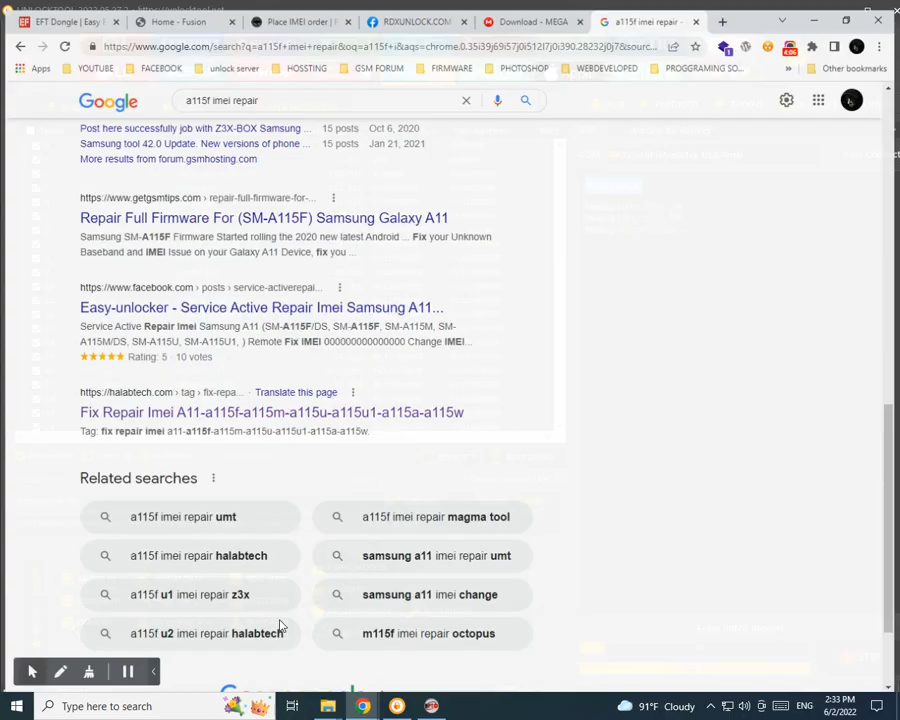 EFT Dongle | Easy F
Home - Fusion
Place IMEI order | F
RDXUNLOCK.COM
Download - MEGA
a115f imei repair -
https://www.google.com/search?q=a115f+imei+repair&oq=a115f+i&aqs=chrome.0.35i39j69i57j0i512l7j0i390.28232j0j7&sourc...
Apps
YOUTUBE
FACEBOOK
unlock server
HOSSTING
GSM FORUM
FIRMWARE
PHOTOSHOP
WEBDEVELOPED
PROGGRAMING SO...
»
Other bookmarks
Google
a115f imei repair
Post here successfully job with Z3X-BOX Samsung ... 15 posts Oct 6, 2020
Samsung tool 42.0 Update. New versions of phone ... 15 posts Jan 21, 2021
More results from forum.gsmhosting.com
https://www.getgsmtips.com › repair-full-firmware-for-...
Repair Full Firmware For (SM-A115F) Samsung Galaxy A11
Samsung SM-A115F Firmware Started rolling the 2020 new latest Android ... Fix your Unknown
Baseband and IMEI Issue on your Galaxy A11 Device, fix you ...
https://www.facebook.com › posts › service-activerepai...
Easy-unlocker - Service Active Repair Imei Samsung A11...
Service Active Repair Imei Samsung A11 (SM-A115F/DS, SM-A115F, SM-A115M, SM-
A115M/DS, SM-A115U, SM-A115U1, ) Remote Fix IMEI 000000000000000 Change IMEI...
Rating: 5 · 10 votes
https://halabtech.com › tag › fix-repa... Translate this page
Fix Repair Imei A11-a115f-a115m-a115u-a115u1-a115a-a115w
Tag: fix repair imei a11-a115f-a115m-a115u-a115u1-a115a-a115w.
Related searches
a115f imei repair umt
a115f imei repair magma tool
a115f imei repair halabtech
samsung a11 imei repair umt
a115f u1 imei repair z3x
samsung a11 imei change
a115f u2 imei repair halabtech
m115f imei repair octopus
Type here to search
91°F Cloudy
ENG
2:33 PM
6/2/2022